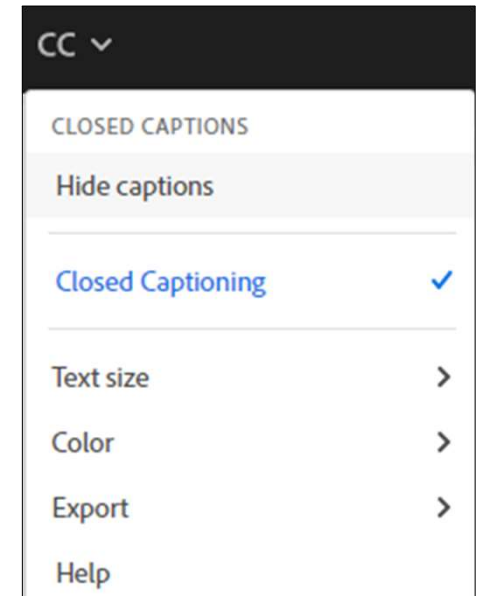 CC
CLOSED CAPTIONS
Hide captions
Closed Captioning
Text size
Color
Export
Help